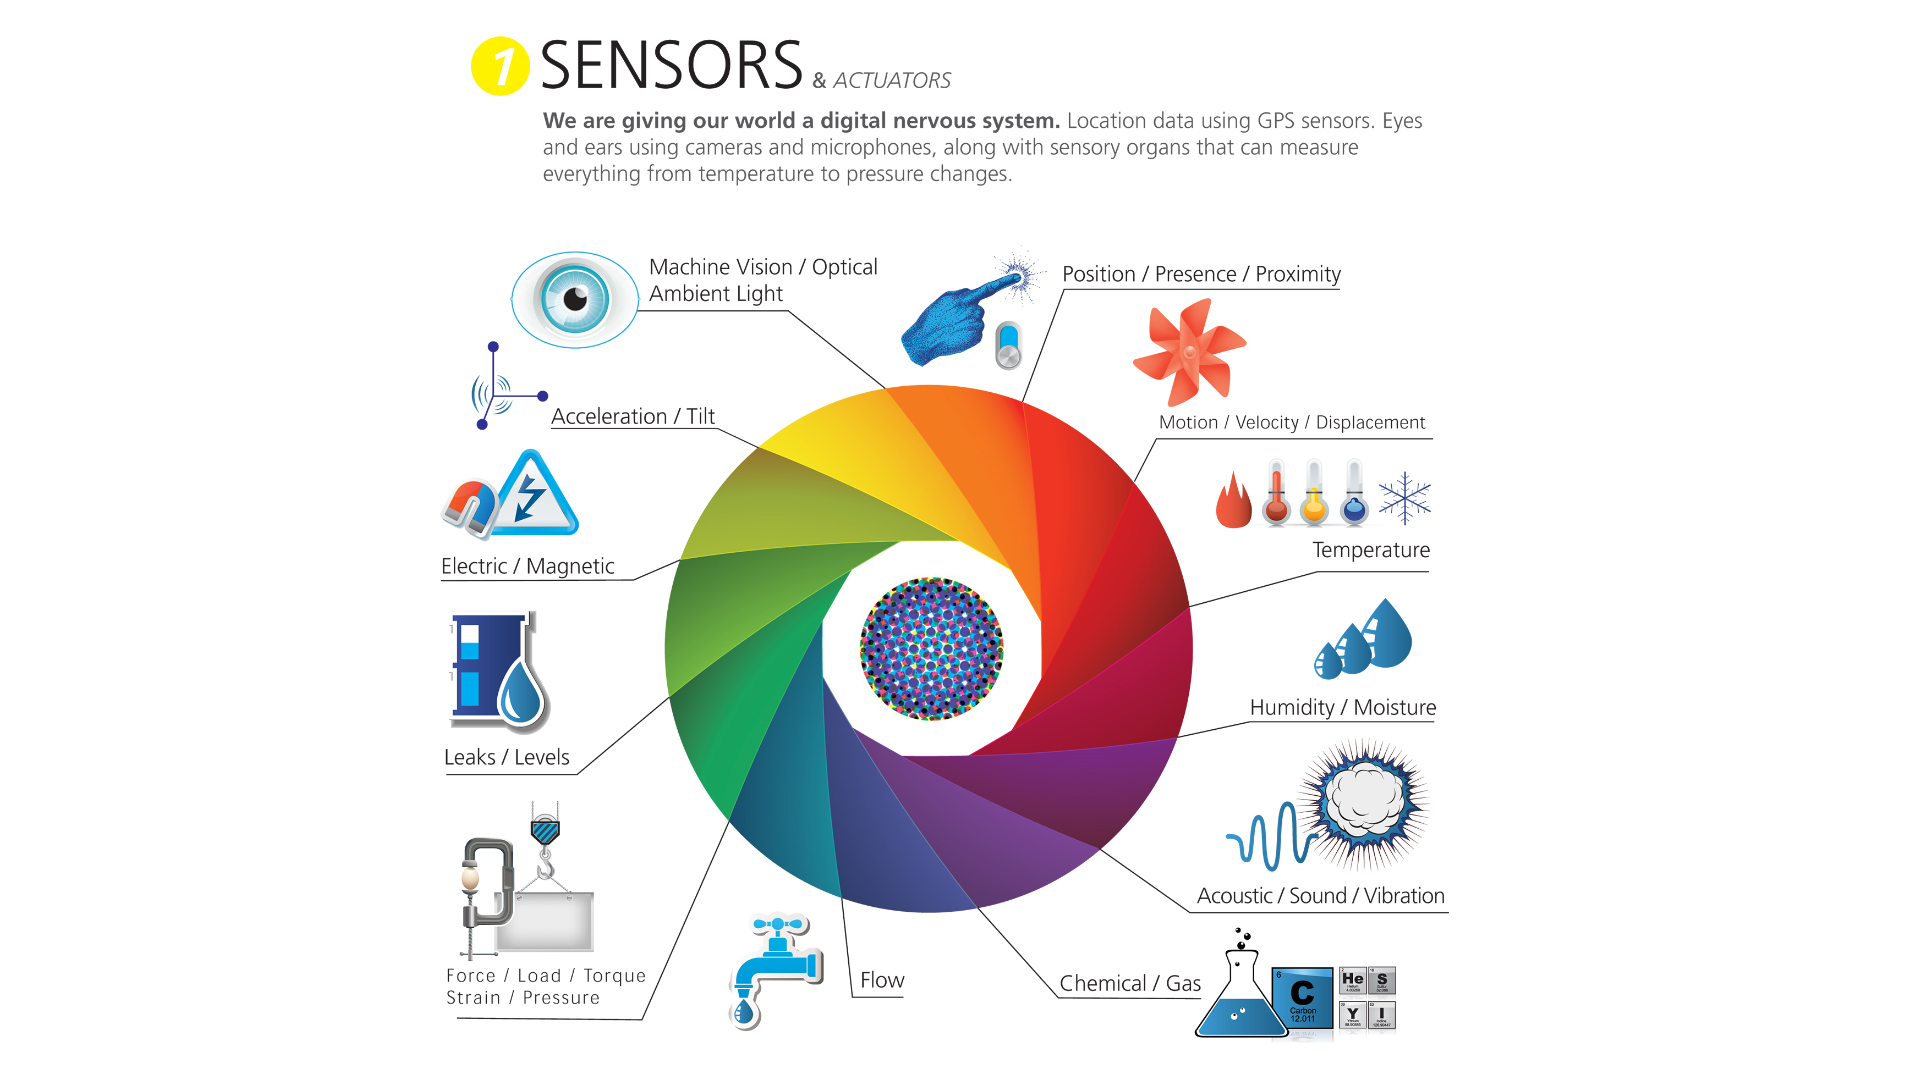 1 SENSORS & ACTUATORS
We are giving our world a digital nervous system. Location data using GPS sensors. Eyes
and ears using cameras and microphones, along with sensory organs that can measure
everything from temperature to pressure changes.
Machine Vision / Optical
Ambient Light
Position / Presence / Proximity
Acceleration / Tilt
Motion / Velocity / Displacement
Electric / Magnetic
Temperature
Leaks / Levels
Humidity / Moisture
Acoustic / Sound / Vibration
Force / Load / Torque
Strain / Pressure
Flow
Chemical / Gas
6
C
Carbon
12.011
He
S
Y
I